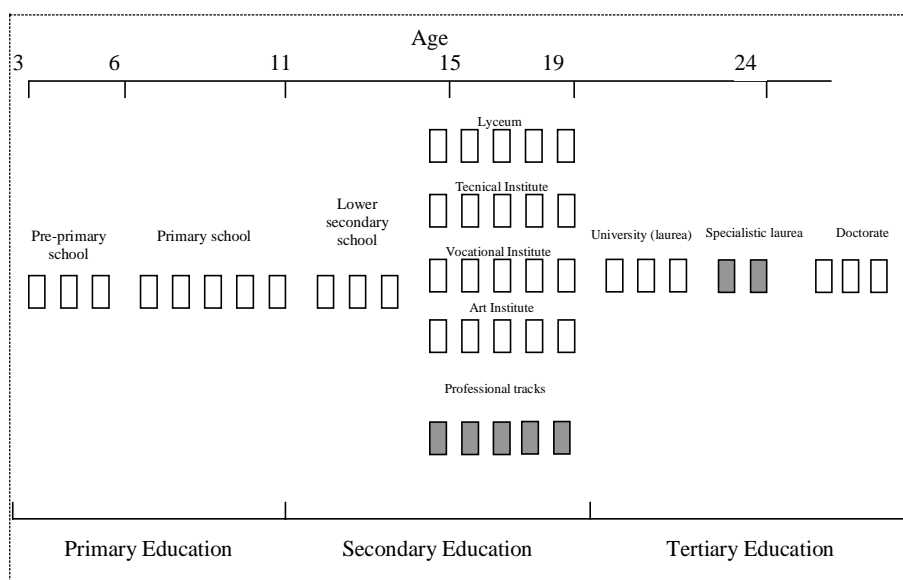 Age
3 6 11 15 19 24
Lyceum
Tecnical Institute
Lower
secondary
school
Pre-primary
school
Primary school
Vocational Institute
University (laurea)
Specialistic laurea
Doctorate
Art Institute
Professional tracks
Primary Education
Secondary Education
Tertiary Education